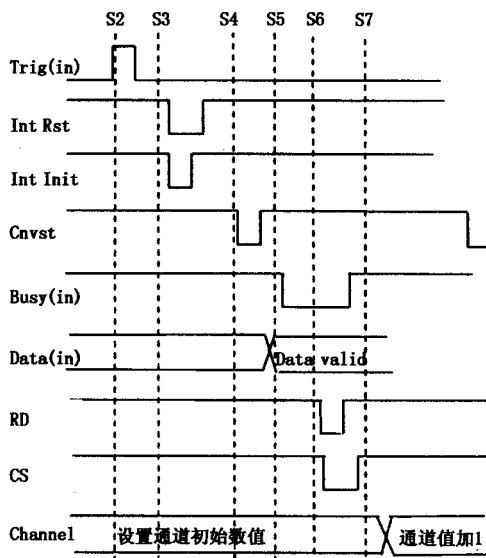 S2 S3 S4 S5 S6 S7
Trig(in)
Int Rst
Int Init
Cnvst
Busy(in)
Data(in) Data valid
RD
CS
Channel 设置通道初始数值 通道值加1